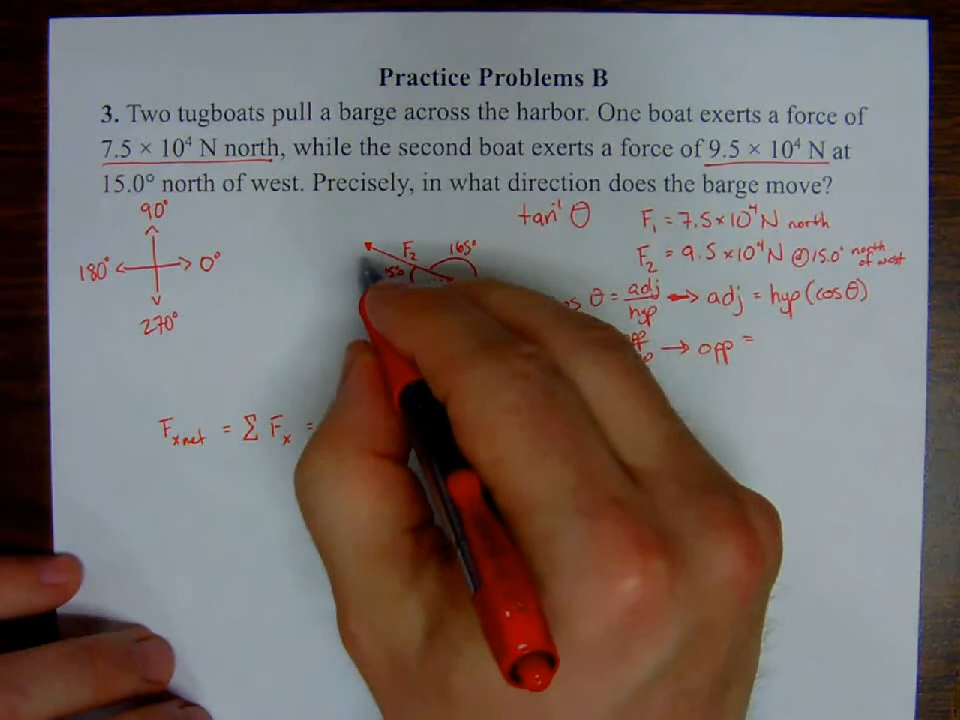 Practice Problems B
3. Two tugboats pull a barge across the harbor. One boat exerts a force of
7.5 × 10⁴ N north, while the second boat exerts a force of 9.5 × 10⁴ N at
15.0° north of west. Precisely, in what direction does the barge move?
90°
180° 0°
270°
F₂ 165°
tan⁻¹ θ
F₁ = 7.5×10⁴ N north
F₂ = 9.5×10⁴ N @ 15.0° north of west
θ = adj/hyp → adj = hyp(cosθ)
→ opp =
Fₓnet = Σ Fₓ =